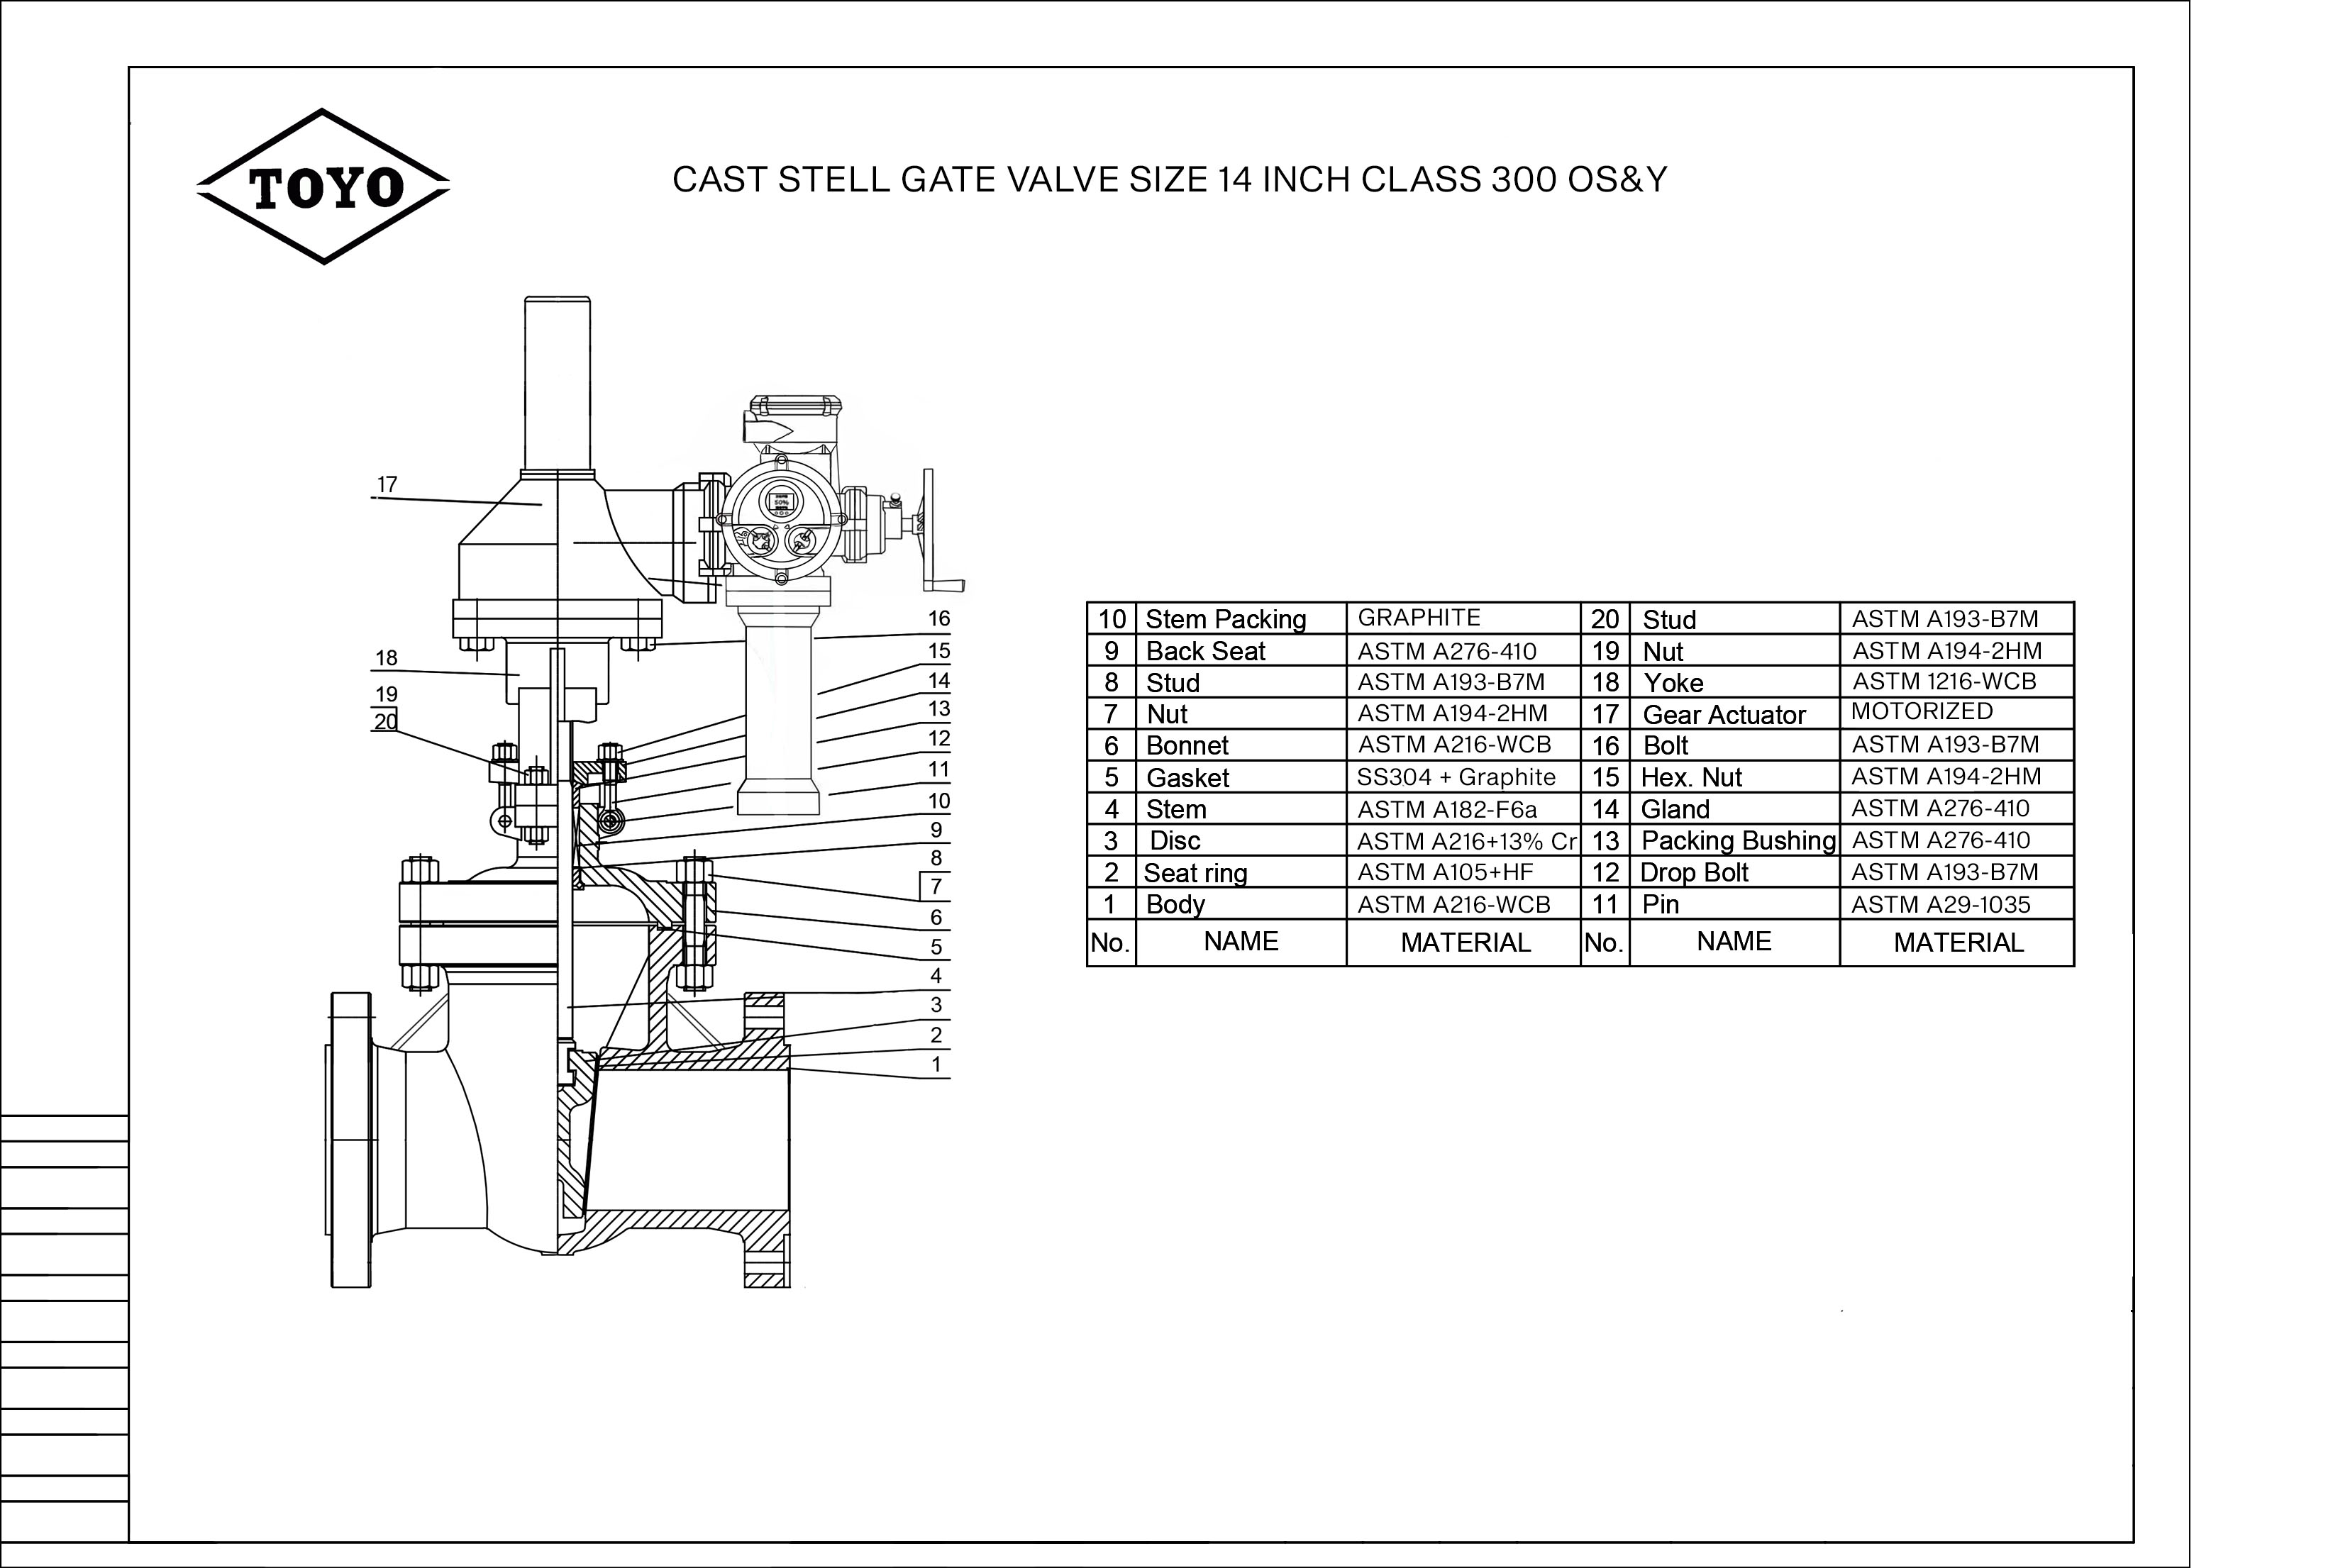 TOYO
CAST STELL GATE VALVE SIZE 14 INCH CLASS 300 OS&Y
17
18
19
20
50%
16
15
14
13
12
11
10
9
8
7
6
5
4
3
2
1
10 Stem Packing GRAPHITE 20 Stud ASTM A193-B7M
9 Back Seat ASTM A276-410 19 Nut ASTM A194-2HM
8 Stud ASTM A193-B7M 18 Yoke ASTM 1216-WCB
7 Nut ASTM A194-2HM 17 Gear Actuator MOTORIZED
6 Bonnet ASTM A216-WCB 16 Bolt ASTM A193-B7M
5 Gasket SS304 + Graphite 15 Hex. Nut ASTM A194-2HM
4 Stem ASTM A182-F6a 14 Gland ASTM A276-410
3 Disc ASTM A216+13% Cr 13 Packing Bushing ASTM A276-410
2 Seat ring ASTM A105+HF 12 Drop Bolt ASTM A193-B7M
1 Body ASTM A216-WCB 11 Pin ASTM A29-1035
No. NAME MATERIAL No. NAME MATERIAL